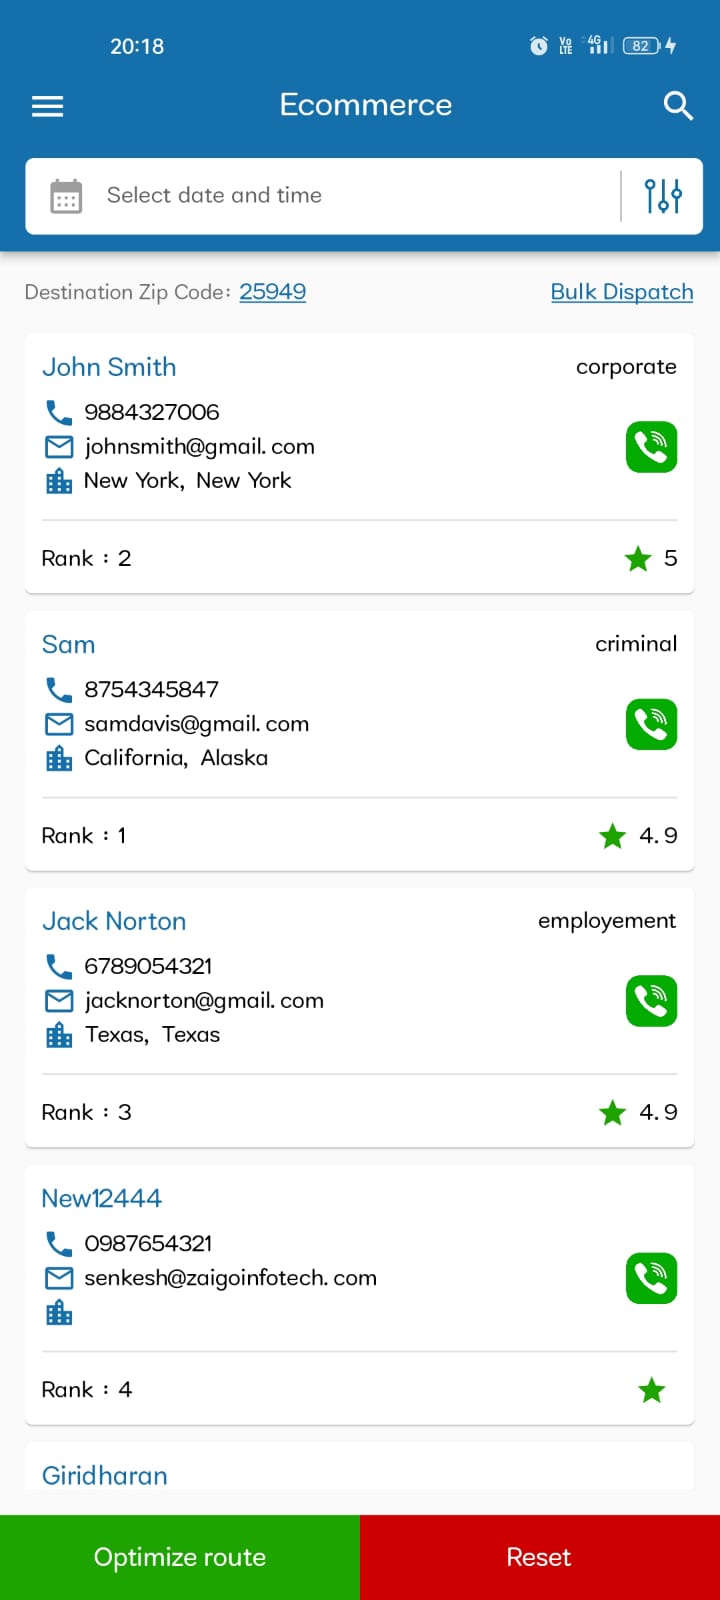 20:18
Vo LTE 4G 82
Ecommerce
Select date and time
Destination Zip Code: 25949 Bulk Dispatch
John Smith corporate
9884327006
johnsmith@gmail.com
New York, New York
Rank : 2 5
Sam criminal
8754345847
samdavis@gmail.com
California, Alaska
Rank : 1 4.9
Jack Norton employement
6789054321
jacknorton@gmail.com
Texas, Texas
Rank : 3 4.9
New12444
0987654321
senkesh@zaigoinfotech.com
Rank : 4
Giridharan
Optimize route Reset